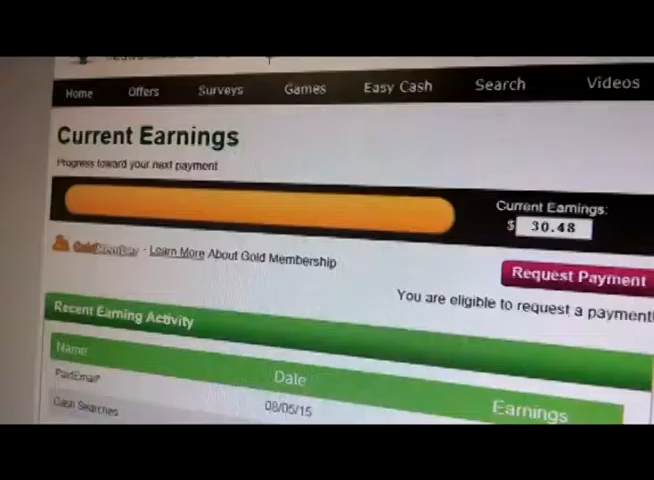 Home Offers Surveys Games Easy Cash Search Videos
Current Earnings
Progress toward your next payment
Current Earnings:
$ 30.48
Gold Member - Learn More About Gold Membership
Request Payment
You are eligible to request a payment!
Recent Earning Activity
Name Date Earnings
PaidEmail*
Cash Searches 08/05/15